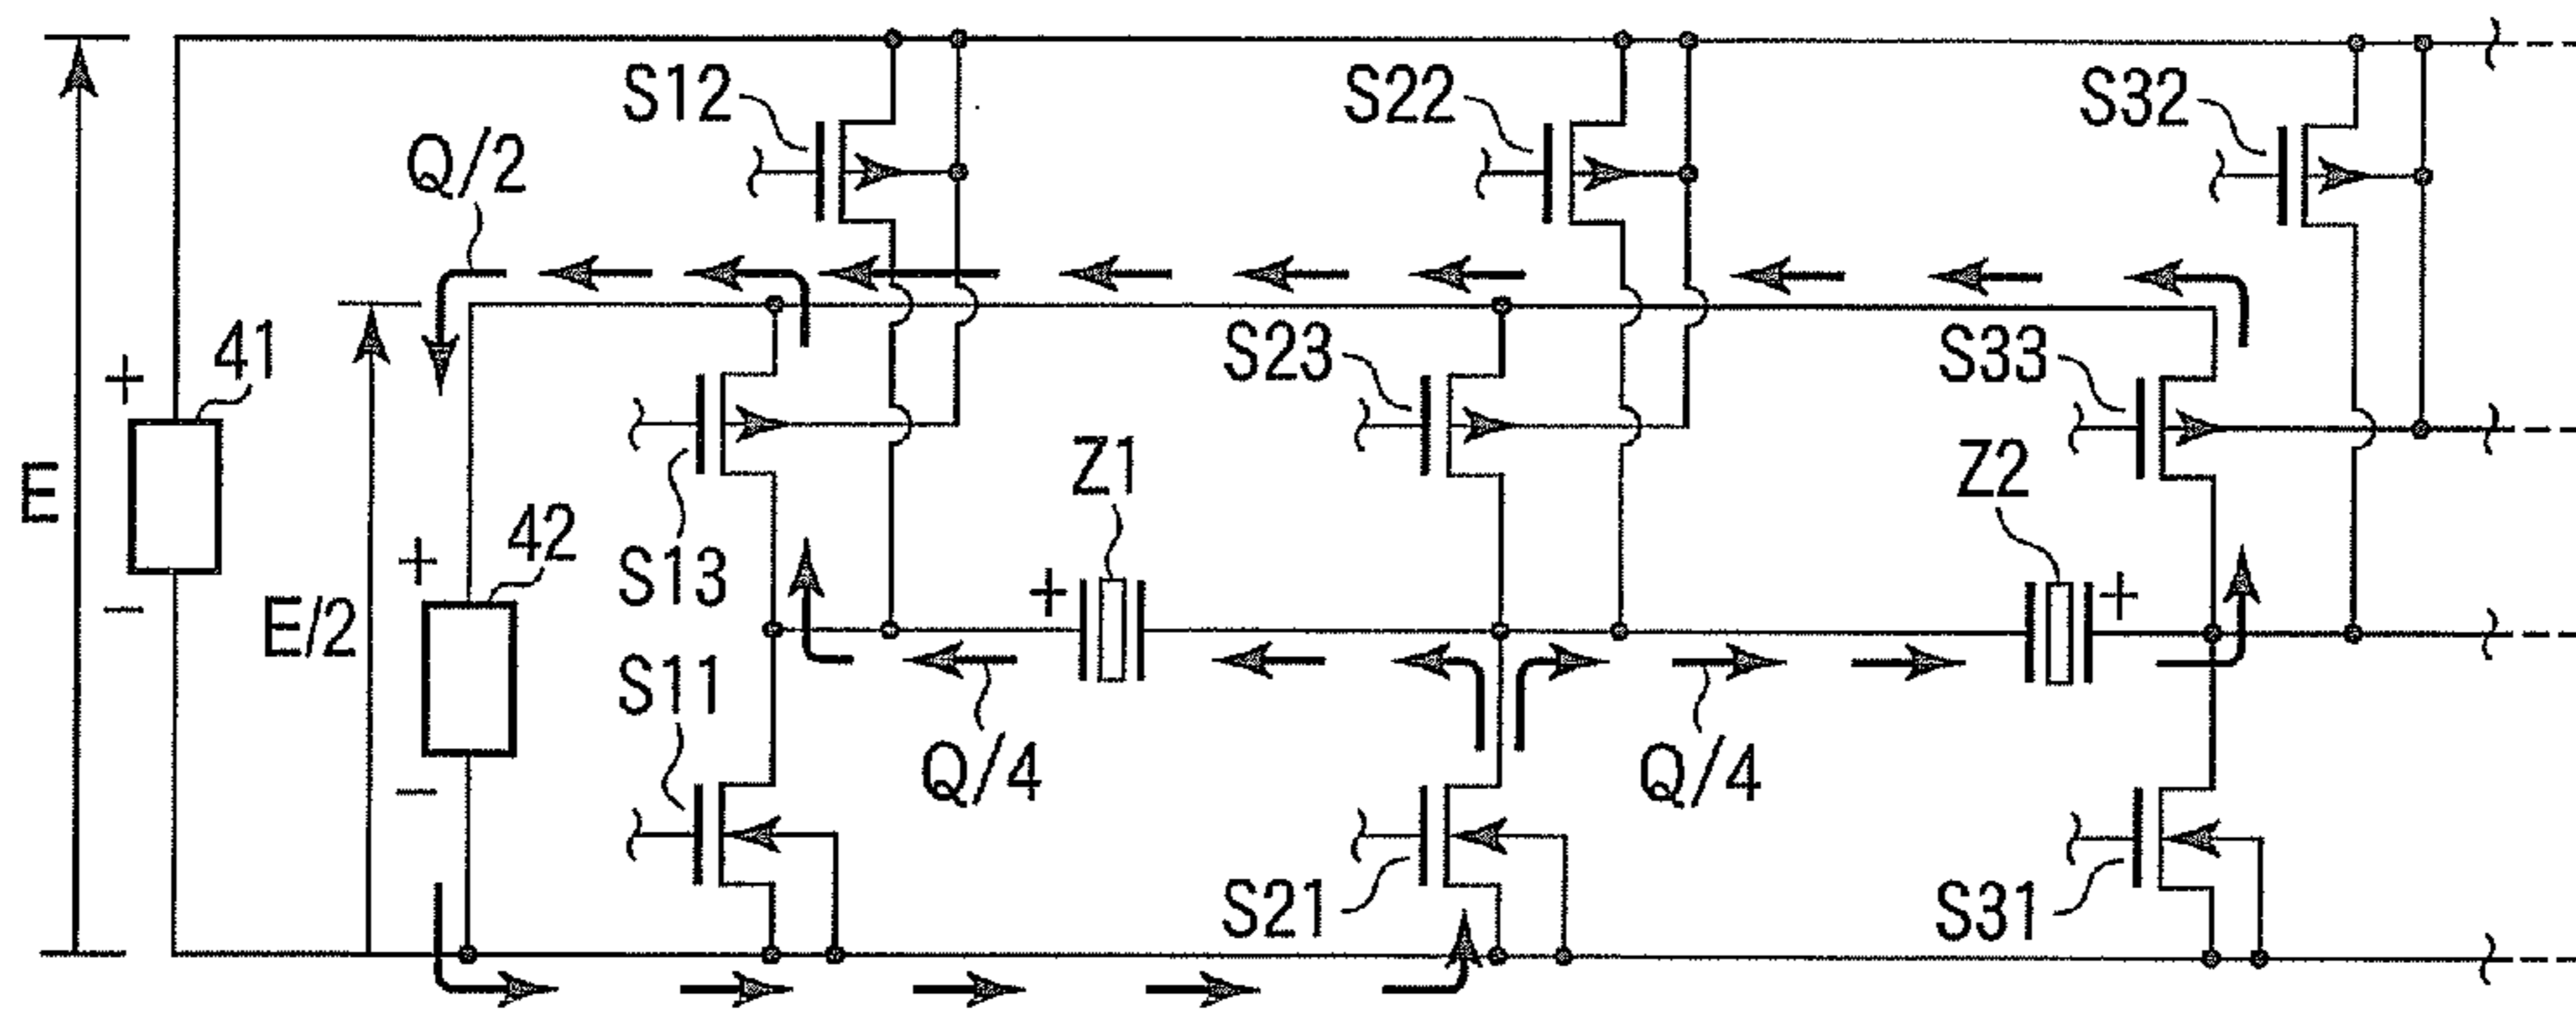 S12
S22
S32
Q/2
+
41
S23
S33
E
Z1
Z2
+
42
S13
+
+
−
E/2
S11
Q/4
Q/4
−
S21
S31